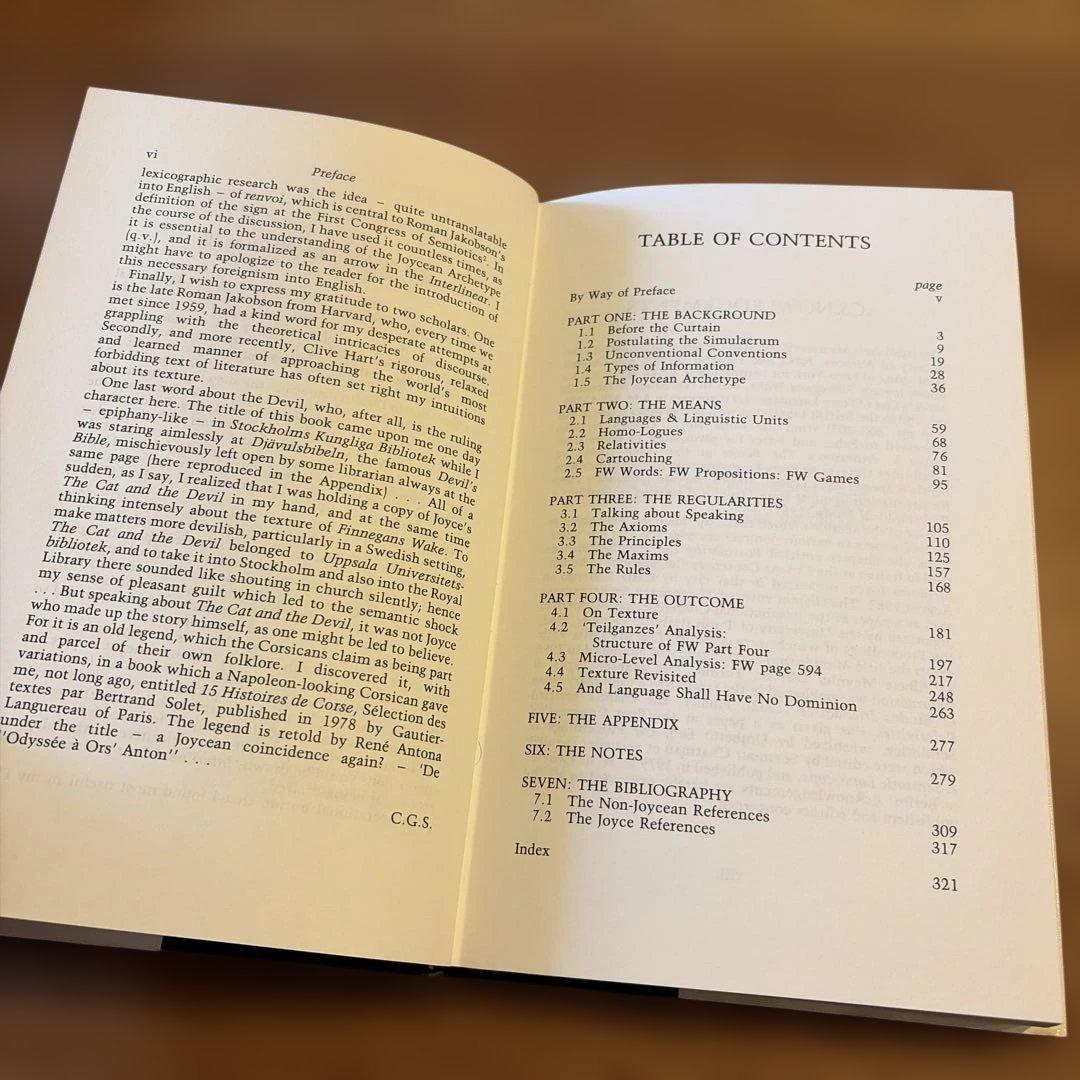 vi
Preface
lexicographic research was the idea – quite untranslatable
into English – of renvoi, which is central to Roman Jakobson's
definition of the sign at the First Congress of Semiotics². In
the course of the discussion, I have used it countless times, as
it is essential to the understanding of the Joycean Archetype
(q.v.), and it is formalized as an arrow in the Interlinear. I
might have to apologize to the reader for the introduction of
this necessary foreignism into English.
Finally, I wish to express my gratitude to two scholars. One
is the late Roman Jakobson from Harvard, who, every time we
met since 1959, had a kind word for my desperate attempts at
grappling with the theoretical intricacies of discourse.
Secondly, and more recently, Clive Hart's rigorous, relaxed
and learned manner of approaching the world's most
forbidding text of literature has often set right my intuitions
about its texture.
One last word about the Devil, who, after all, is the ruling
character here. The title of this book came upon me one day
– epiphany-like – in Stockholms Kungliga Bibliotek while I
was staring aimlessly at Djävulsbibeln, the famous Devil's
Bible, mischievously left open by some librarian always at the
same page (here reproduced in the Appendix) . . . All of a
sudden, as I say, I realized that I was holding a copy of Joyce's
The Cat and the Devil in my hand, and at the same time
thinking intensely about the texture of Finnegans Wake. To
make matters more devilish, particularly in a Swedish setting,
The Cat and the Devil belonged to Uppsala Universitets-
bibliotek, and to take it into Stockholm and also into the Royal
Library there sounded like shouting in church silently; hence
my sense of pleasant guilt which led to the semantic shock
. . . But speaking about The Cat and the Devil, it was not Joyce
who made up the story himself, as one might be led to believe.
For it is an old legend, which the Corsicans claim as being part
and parcel of their own folklore. I discovered it, with
variations, in a book which a Napoleon-looking Corsican gave
me, not long ago, entitled 15 Histoires de Corse, Sélection des
textes par Bertrand Solet, published in 1978 by Gautier-
Languereau of Paris. The legend is retold by René Antona
under the title – a Joycean coincidence again? – 'De
"Odyssée à Ors' Anton" . . .
C.G.S.
TABLE OF CONTENTS
page
By Way of Preface v
PART ONE: THE BACKGROUND
1.1 Before the Curtain 3
1.2 Postulating the Simulacrum 9
1.3 Unconventional Conventions 19
1.4 Types of Information 28
1.5 The Joycean Archetype 36
PART TWO: THE MEANS
2.1 Languages & Linguistic Units 59
2.2 Homo-Logues 68
2.3 Relativities 76
2.4 Cartouching 81
2.5 FW Words: FW Propositions: FW Games 95
PART THREE: THE REGULARITIES
3.1 Talking about Speaking 105
3.2 The Axioms 110
3.3 The Principles 125
3.4 The Maxims 157
3.5 The Rules 168
PART FOUR: THE OUTCOME
4.1 On Texture 181
4.2 'Teilganzes' Analysis:
Structure of FW Part Four 197
4.3 Micro-Level Analysis: FW page 594 217
4.4 Texture Revisited 248
4.5 And Language Shall Have No Dominion 263
FIVE: THE APPENDIX 277
SIX: THE NOTES 279
SEVEN: THE BIBLIOGRAPHY
7.1 The Non-Joycean References 309
7.2 The Joyce References 317
Index 321